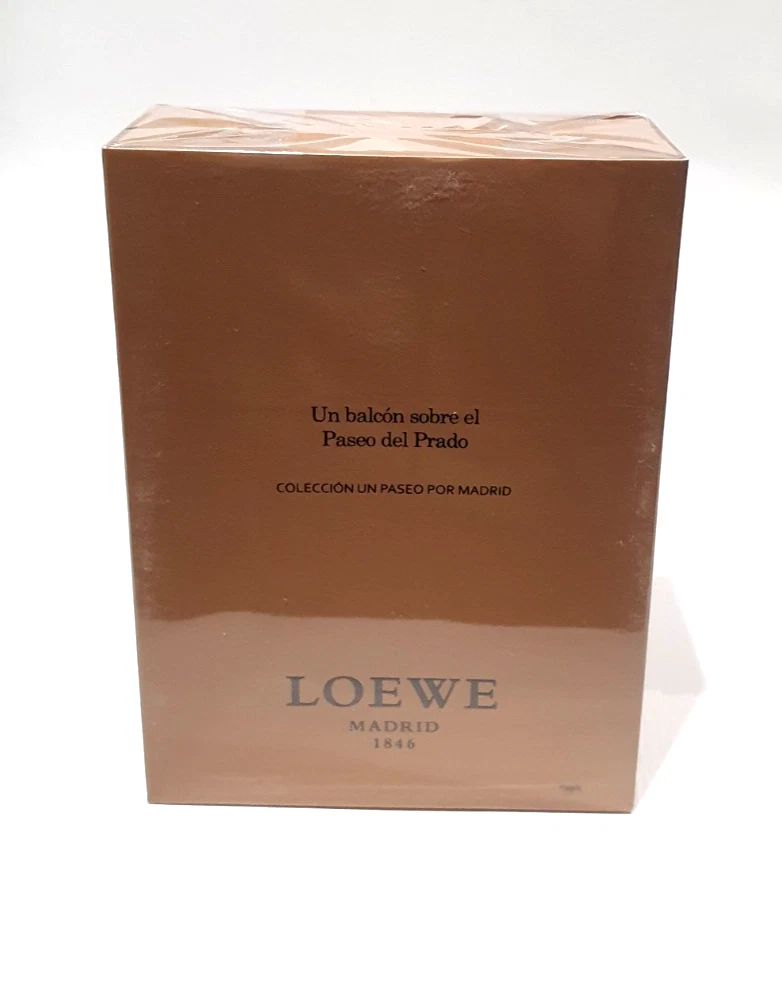 Un balcón sobre el
Paseo del Prado
COLECCIÓN UN PASEO POR MADRID
LOEWE
MADRID
1846